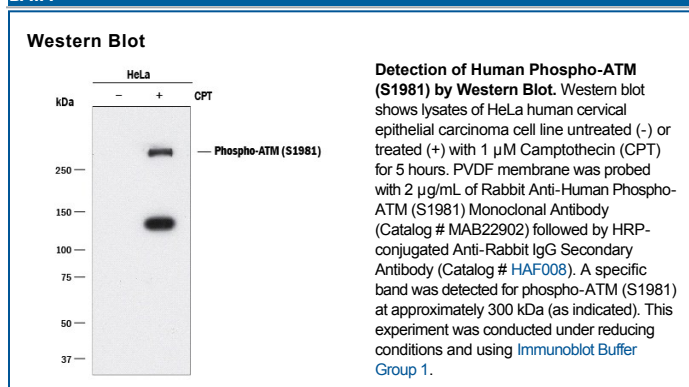 Western Blot
HeLa
kDa
– + CPT
Phospho-ATM (S1981)
250
150
100
75
50
37
Detection of Human Phospho-ATM
(S1981) by Western Blot. Western blot
shows lysates of HeLa human cervical
epithelial carcinoma cell line untreated (-) or
treated (+) with 1 µM Camptothecin (CPT)
for 5 hours. PVDF membrane was probed
with 2 µg/mL of Rabbit Anti-Human Phospho-
ATM (S1981) Monoclonal Antibody
(Catalog # MAB22902) followed by HRP-
conjugated Anti-Rabbit IgG Secondary
Antibody (Catalog # HAF008). A specific
band was detected for phospho-ATM (S1981)
at approximately 300 kDa (as indicated). This
experiment was conducted under reducing
conditions and using Immunoblot Buffer
Group 1.